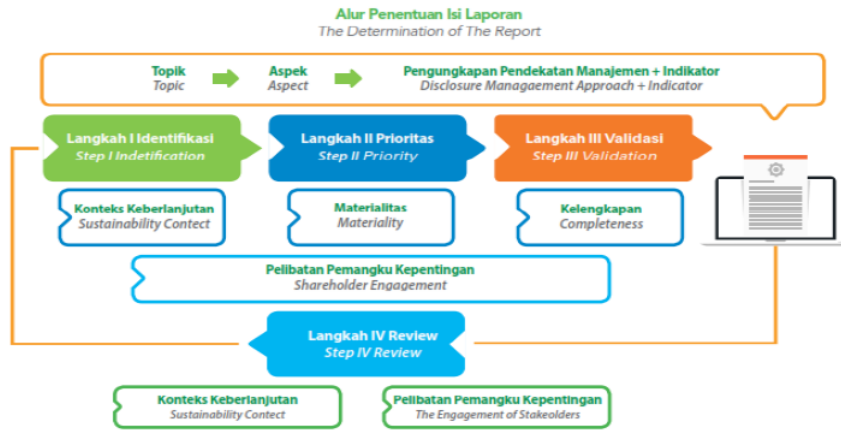 Alur Penentuan Isi Laporan
The Determination of The Report
Topik
Topic
Aspek
Aspect
Pengungkapan Pendekatan Manajemen + Indikator
Disclosure Managaement Approach + Indicator
Langkah I Identifikasi
Step I Indetification
Langkah II Prioritas
Step II Priority
Langkah III Validasi
Step III Validation
Konteks Keberlanjutan
Sustainability Contect
Materialitas
Materiality
Kelengkapan
Completeness
Pelibatan Pemangku Kepentingan
Shareholder Engagement
Langkah IV Review
Step IV Review
Konteks Keberlanjutan
Sustainability Contect
Pelibatan Pemangku Kepentingan
The Engagement of Stakeolders